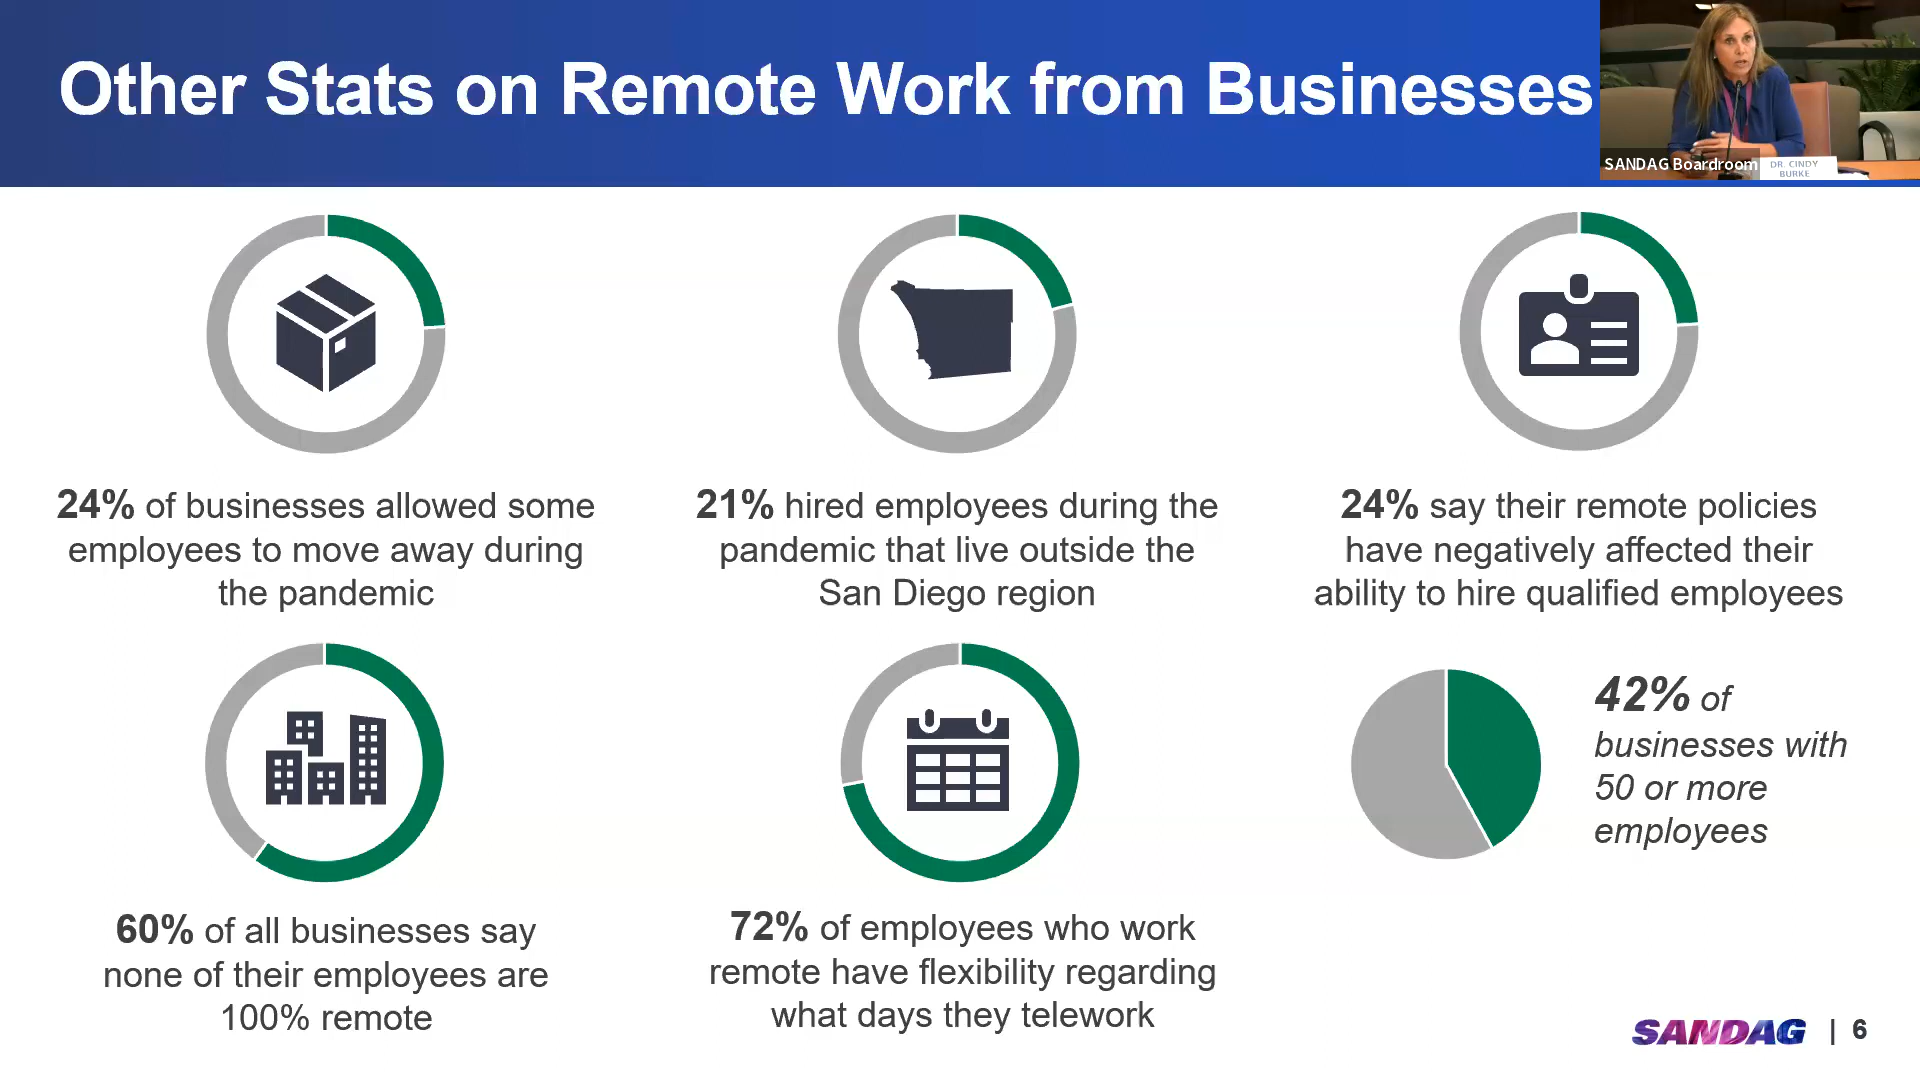 Other Stats on Remote Work from Businesses
SANDAG Boardroom
DR. CINDY
BURKE
24% of businesses allowed some
employees to move away during
the pandemic
21% hired employees during the
pandemic that live outside the
San Diego region
24% say their remote policies
have negatively affected their
ability to hire qualified employees
42% of
businesses with
50 or more
employees
60% of all businesses say
none of their employees are
100% remote
72% of employees who work
remote have flexibility regarding
what days they telework
SANDAG | 6